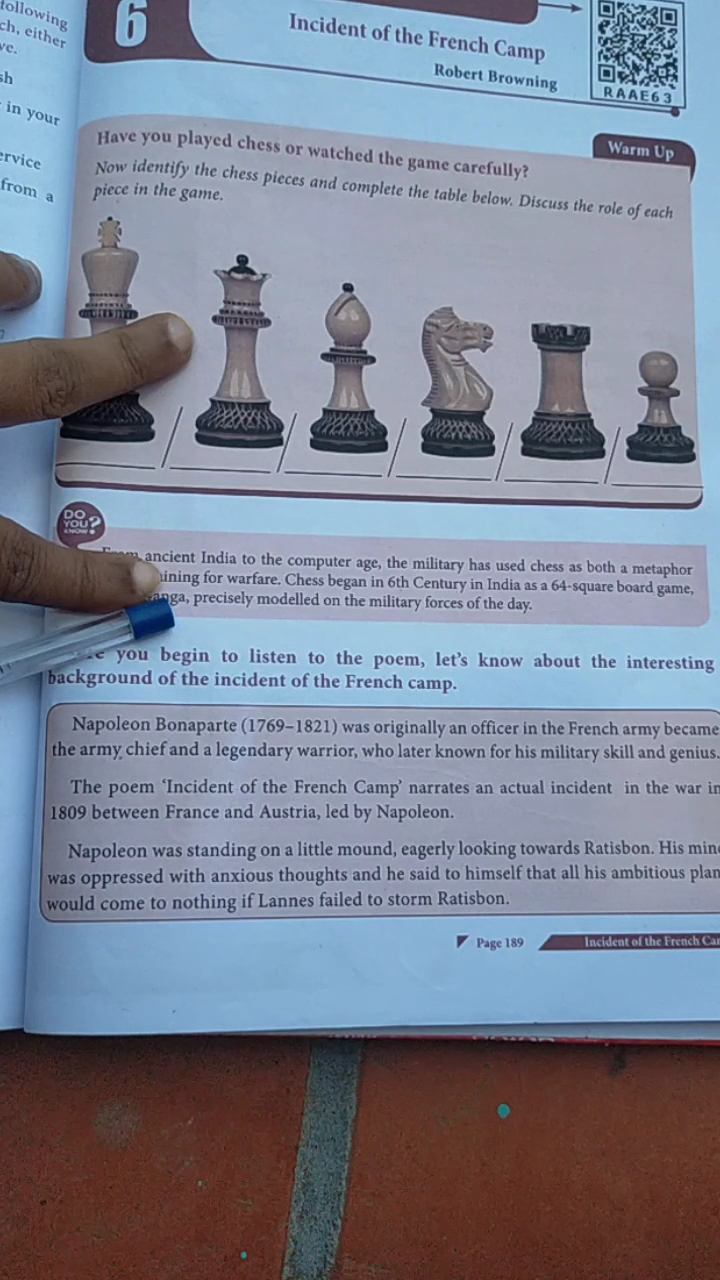 following
ch, either
ve.
sh
in your
ervice
from a
6
Incident of the French Camp
Robert Browning
RAAE63
Warm Up
Have you played chess or watched the game carefully?
Now identify the chess pieces and complete the table below. Discuss the role of each
piece in the game.
DO
YOU?
KNOW
ancient India to the computer age, the military has used chess as both a metaphor
ining for warfare. Chess began in 6th Century in India as a 64-square board game,
anga, precisely modelled on the military forces of the day.
you begin to listen to the poem, let's know about the interesting
background of the incident of the French camp.
Napoleon Bonaparte (1769–1821) was originally an officer in the French army became
the army chief and a legendary warrior, who later known for his military skill and genius.
The poem 'Incident of the French Camp' narrates an actual incident in the war in
1809 between France and Austria, led by Napoleon.
Napoleon was standing on a little mound, eagerly looking towards Ratisbon. His min
was oppressed with anxious thoughts and he said to himself that all his ambitious plan
would come to nothing if Lannes failed to storm Ratisbon.
Page 189
Incident of the French Ca